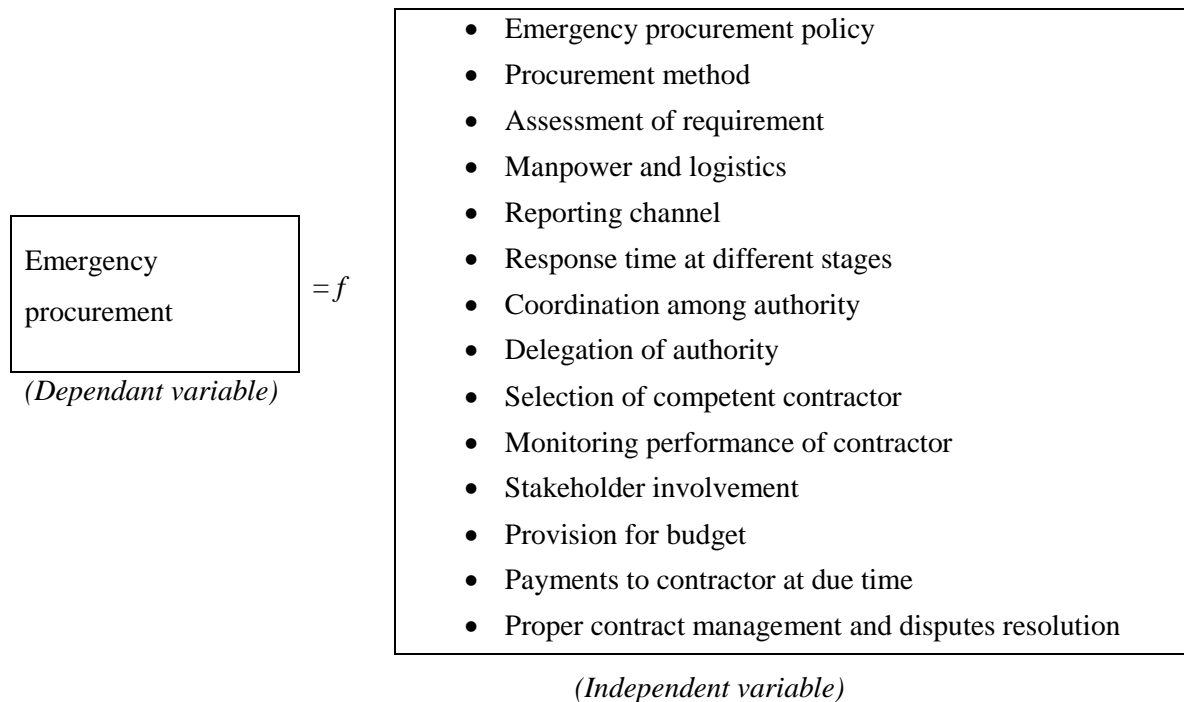 • Emergency procurement policy
• Procurement method
• Assessment of requirement
• Manpower and logistics
• Reporting channel
• Response time at different stages
• Coordination among authority
• Delegation of authority
• Selection of competent contractor
• Monitoring performance of contractor
• Stakeholder involvement
• Provision for budget
• Payments to contractor at due time
• Proper contract management and disputes resolution
Emergency
procurement
= f
(Dependant variable)
(Independent variable)